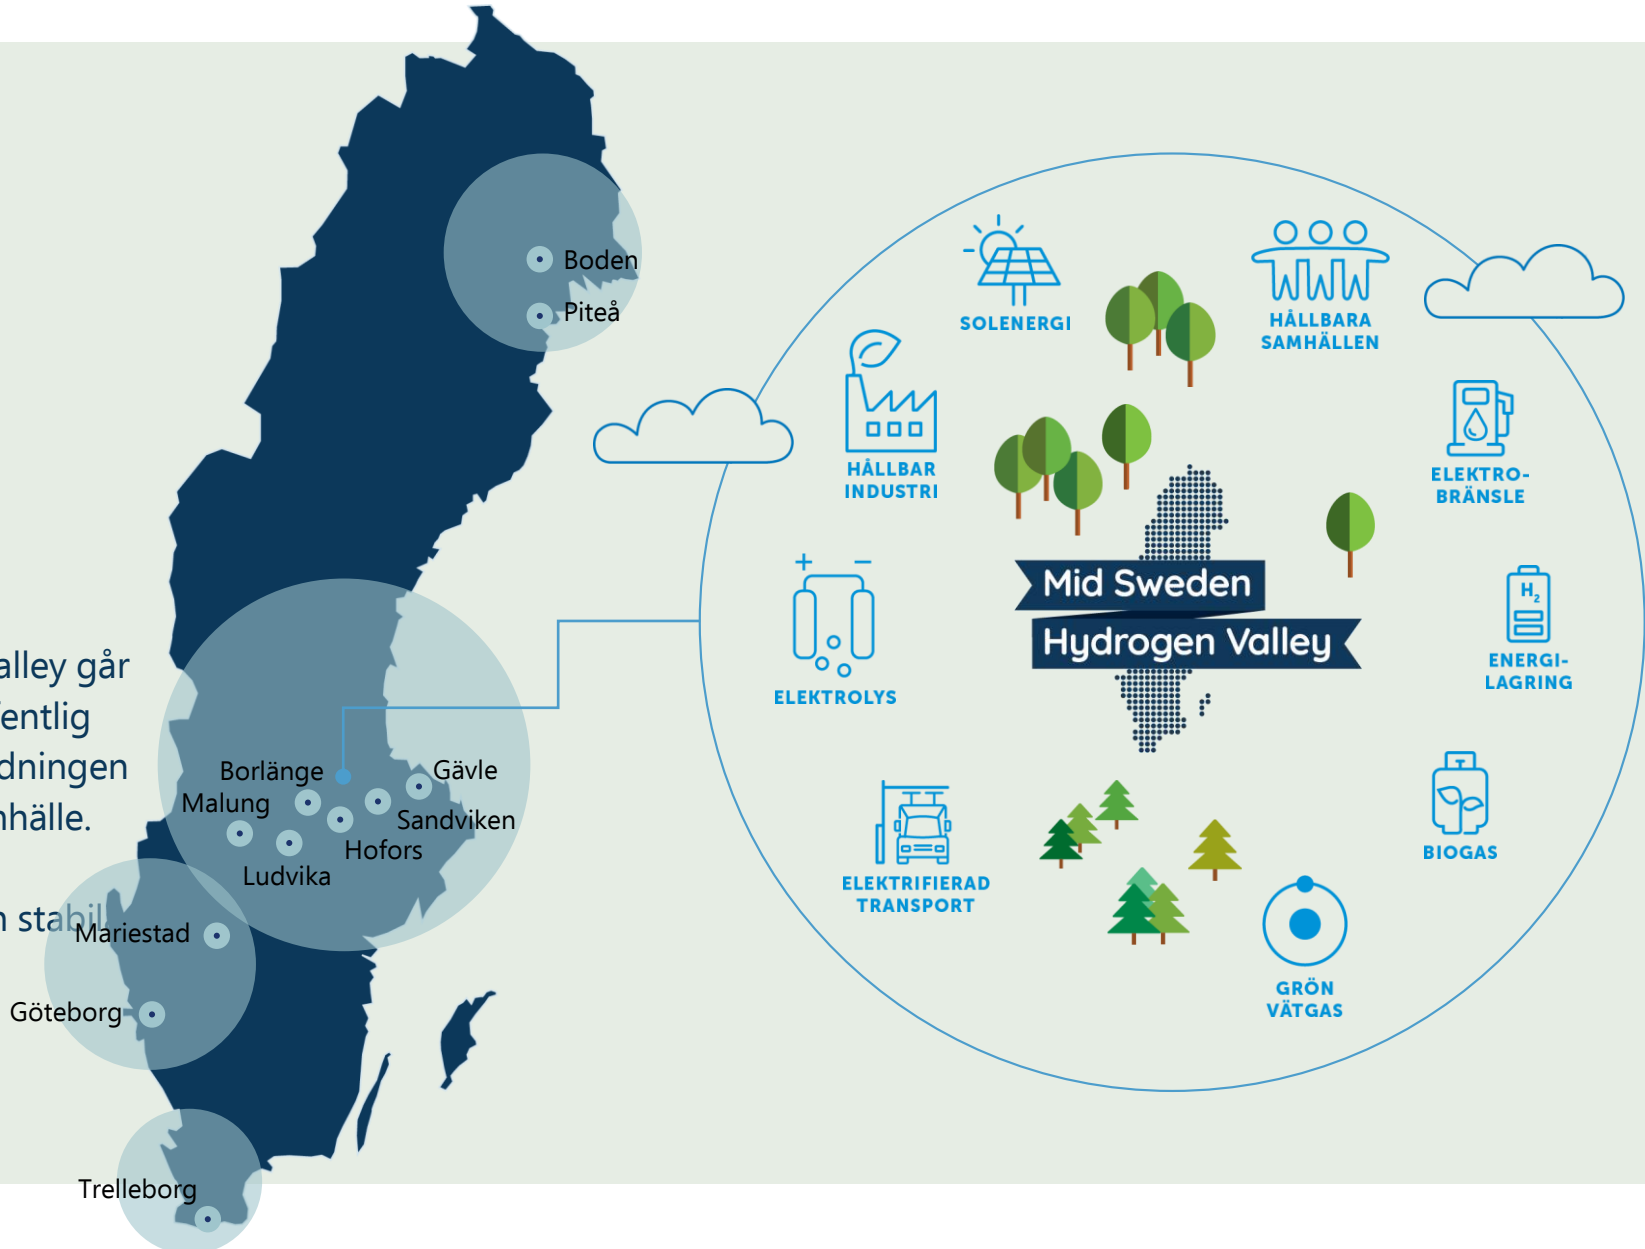 Boden
Piteå
SOLENERGI
HÅLLBARA
SAMHÄLLEN
HÅLLBAR
INDUSTRI
ELEKTRO-
BRÄNSLE
Mid Sweden
Hydrogen Valley
H₂
ENERGI-
LAGRING
+ −
ELEKTROLYS
alley går
entlig
dningen
nhälle.
n stabil
Borlänge
Gävle
Malung
Sandviken
Hofors
Ludvika
Mariestad
Göteborg
Trelleborg
BIOGAS
ELEKTRIFIERAD
TRANSPORT
GRÖN
VÄTGAS